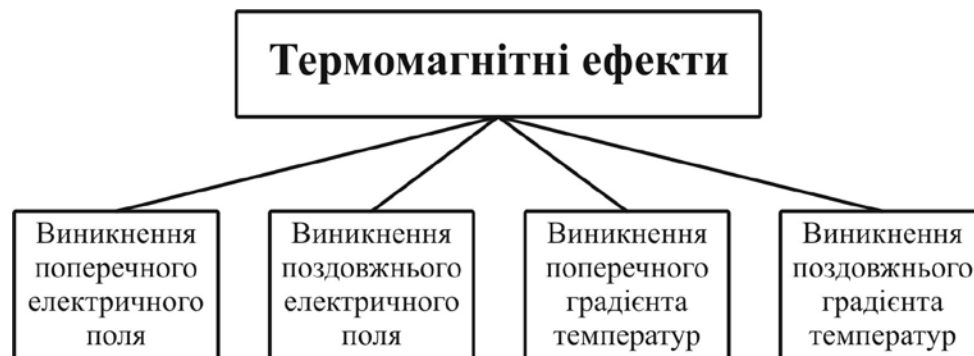 Термомагнітні ефекти
Виникнення
поперечного
електричного
поля
Виникнення
поздовжнього
електричного
поля
Виникнення
поперечного
градієнта
температур
Виникнення
поздовжнього
градієнта
температур